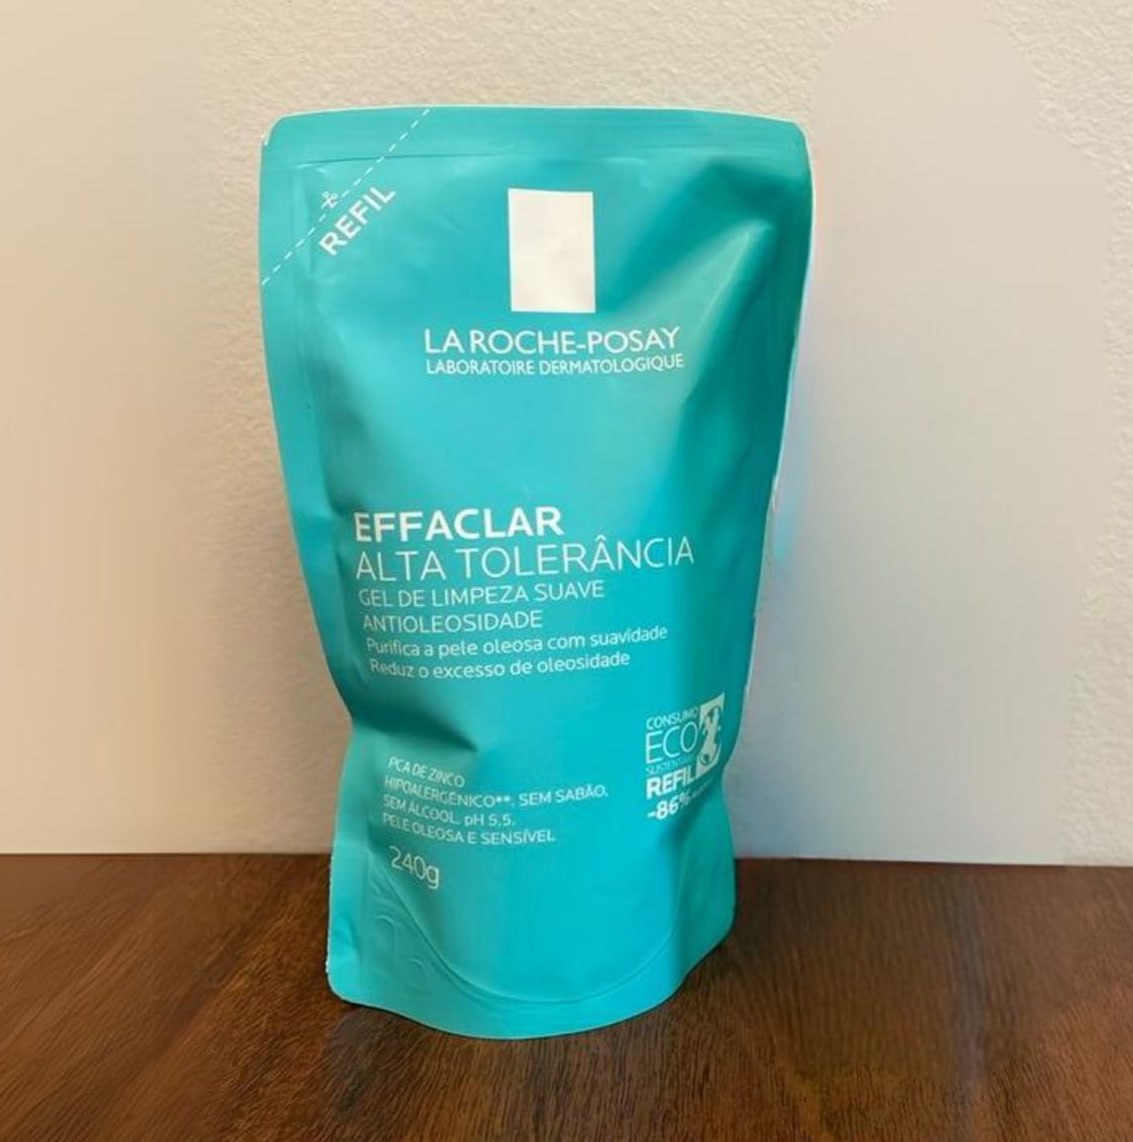 REFIL
LA ROCHE-POSAY
LABORATOIRE DERMATOLOGIQUE
EFFACLAR
ALTA TOLERÂNCIA
GEL DE LIMPEZA SUAVE
ANTIOLEOSIDADE
Purifica a pele oleosa com suavidade
Reduz o excesso de oleosidade
CONSUMO
ECO
REFIL
-86%
PCA DE ZINCO
HIPOALERGÊNICO**. SEM SABÃO.
SEM ÁLCOOL. pH 5,5.
PELE OLEOSA E SENSÍVEL
240g